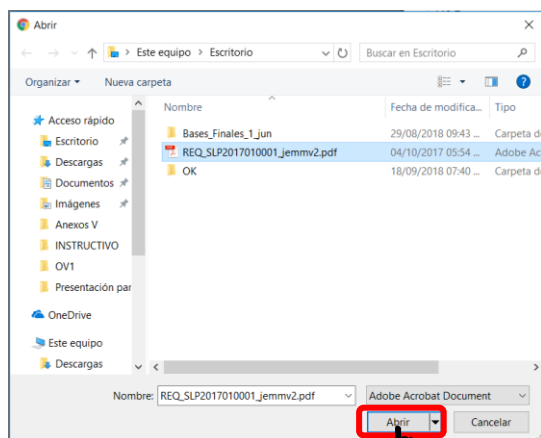 Abrir
Este equipo > Escritorio
Buscar en Escritorio
Organizar
Nueva carpeta
Nombre
Fecha de modifica...
Tipo
Acceso rápido
Escritorio
Descargas
Documentos
Imágenes
Anexos V
INSTRUCTIVO
OV1
Presentación par
OneDrive
Este equipo
Descargas
Bases_Finales_1_jun
29/08/2018 09:43 ...
Carpeta d
REQ_SLP2017010001_jemmv2.pdf
04/10/2017 05:54 ...
Adobe Ac
OK
18/09/2018 07:40 ...
Carpeta d
Nombre:
REQ_SLP2017010001_jemmv2.pdf
Adobe Acrobat Document
Abrir
Cancelar